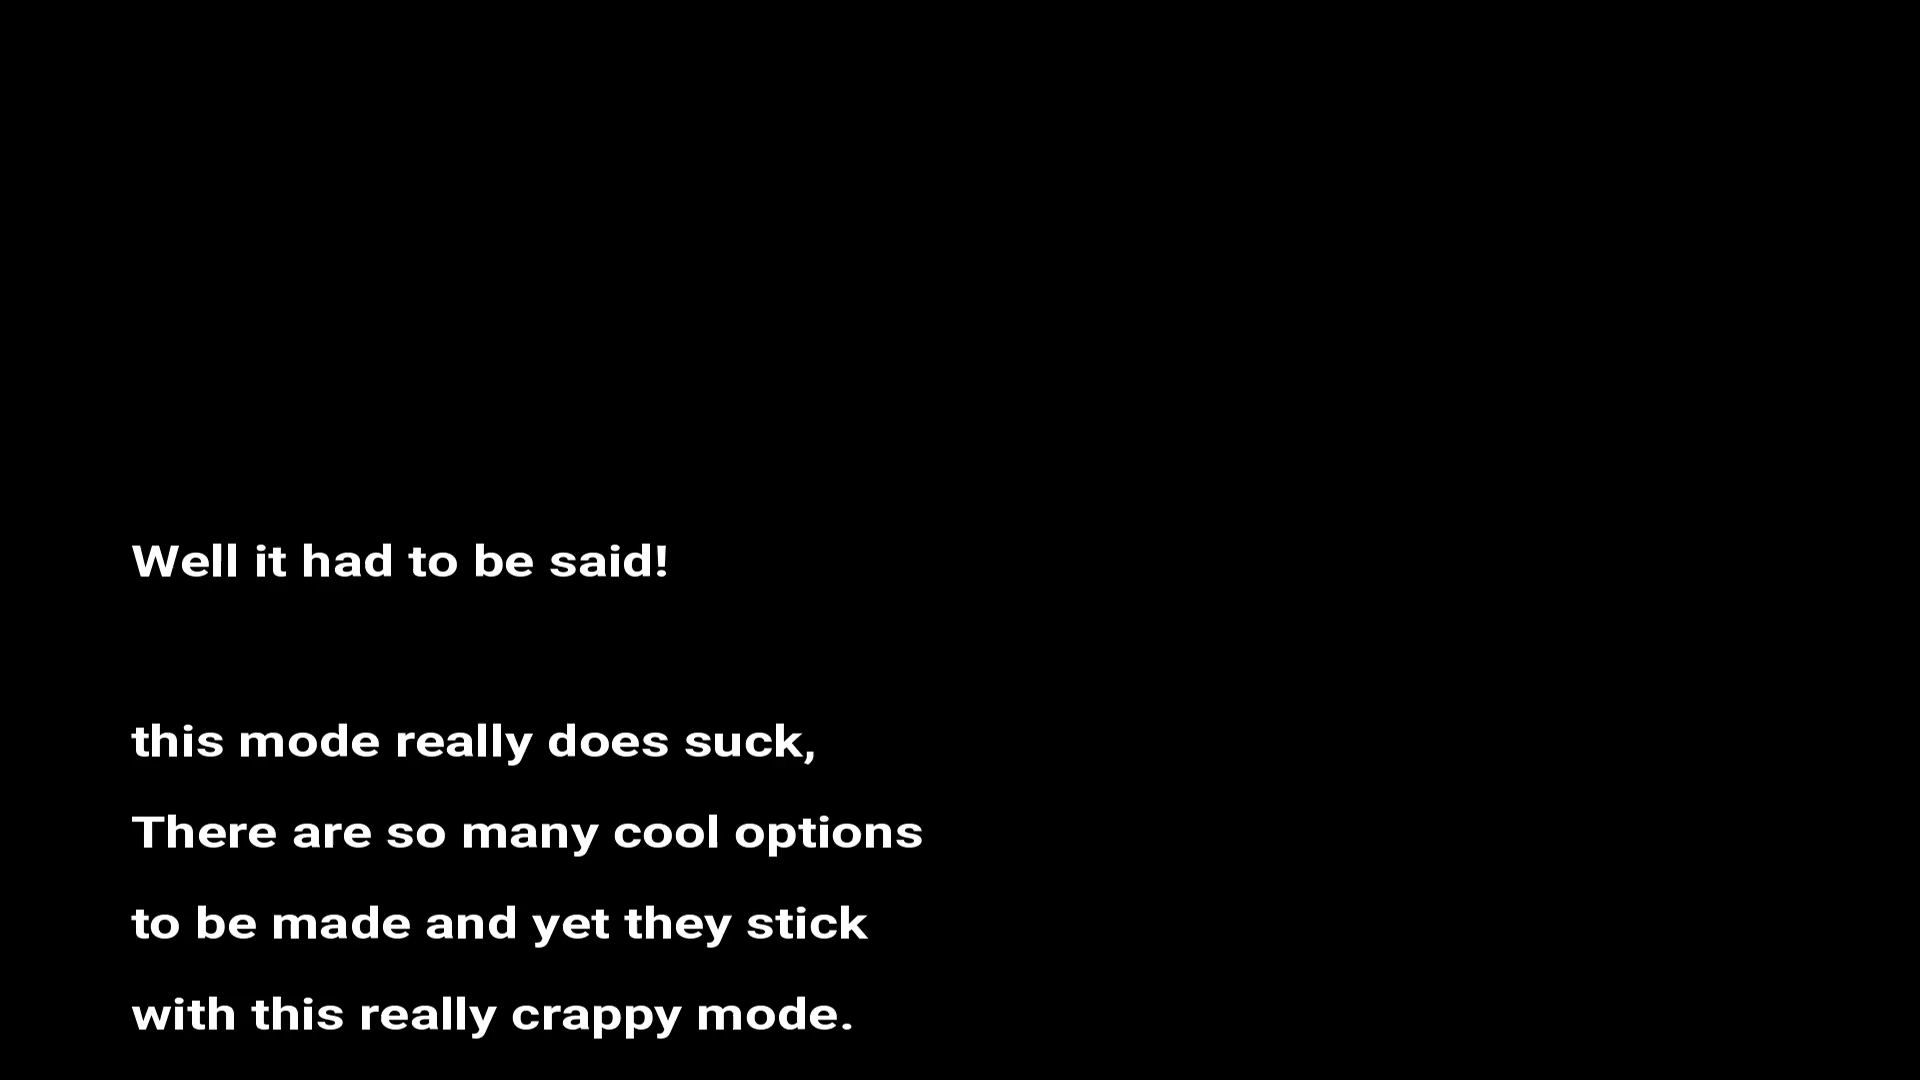 Well it had to be said!
this mode really does suck,
There are so many cool options
to be made and yet they stick
with this really crappy mode.